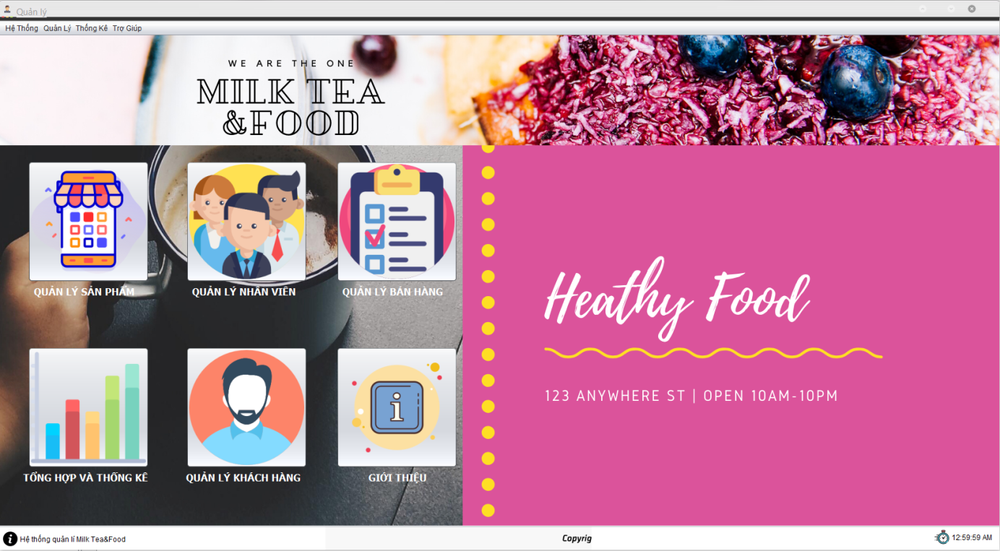 Quản lý
Hệ Thống Quản Lý Thống Kê Trợ Giúp
WE ARE THE ONE
MILK TEA
&FOOD
QUẢN LÝ SẢN PHẨM QUẢN LÝ NHÂN VIÊN QUẢN LÝ BÁN HÀNG
Heathy Food
123 ANYWHERE ST | OPEN 10AM-10PM
TỔNG HỢP VÀ THỐNG KÊ QUẢN LÝ KHÁCH HÀNG GIỚI THIỆU
Hệ thống quản lí Milk Tea&Food Copyrig 12:59:59 AM